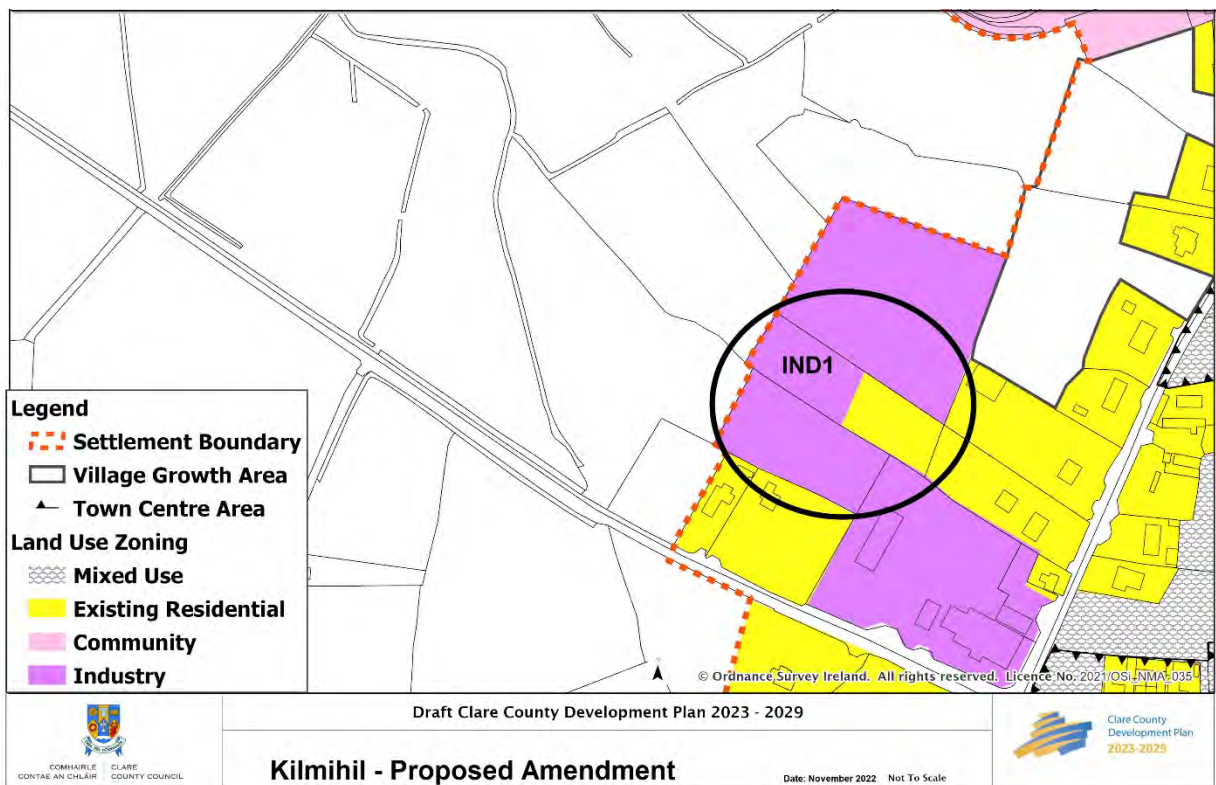 IND1
Legend
Settlement Boundary
Village Growth Area
Town Centre Area
Land Use Zoning
Mixed Use
Existing Residential
Community
Industry
© Ordnance Survey Ireland. All rights reserved. Licence No. 2021/OSi_NMA_035
Draft Clare County Development Plan 2023 - 2029
Kilmihil - Proposed Amendment
Date: November 2022 Not To Scale
COMHAIRLE CONTAE AN CHLÁIR
CLARE COUNTY COUNCIL
Clare County
Development Plan
2023-2029